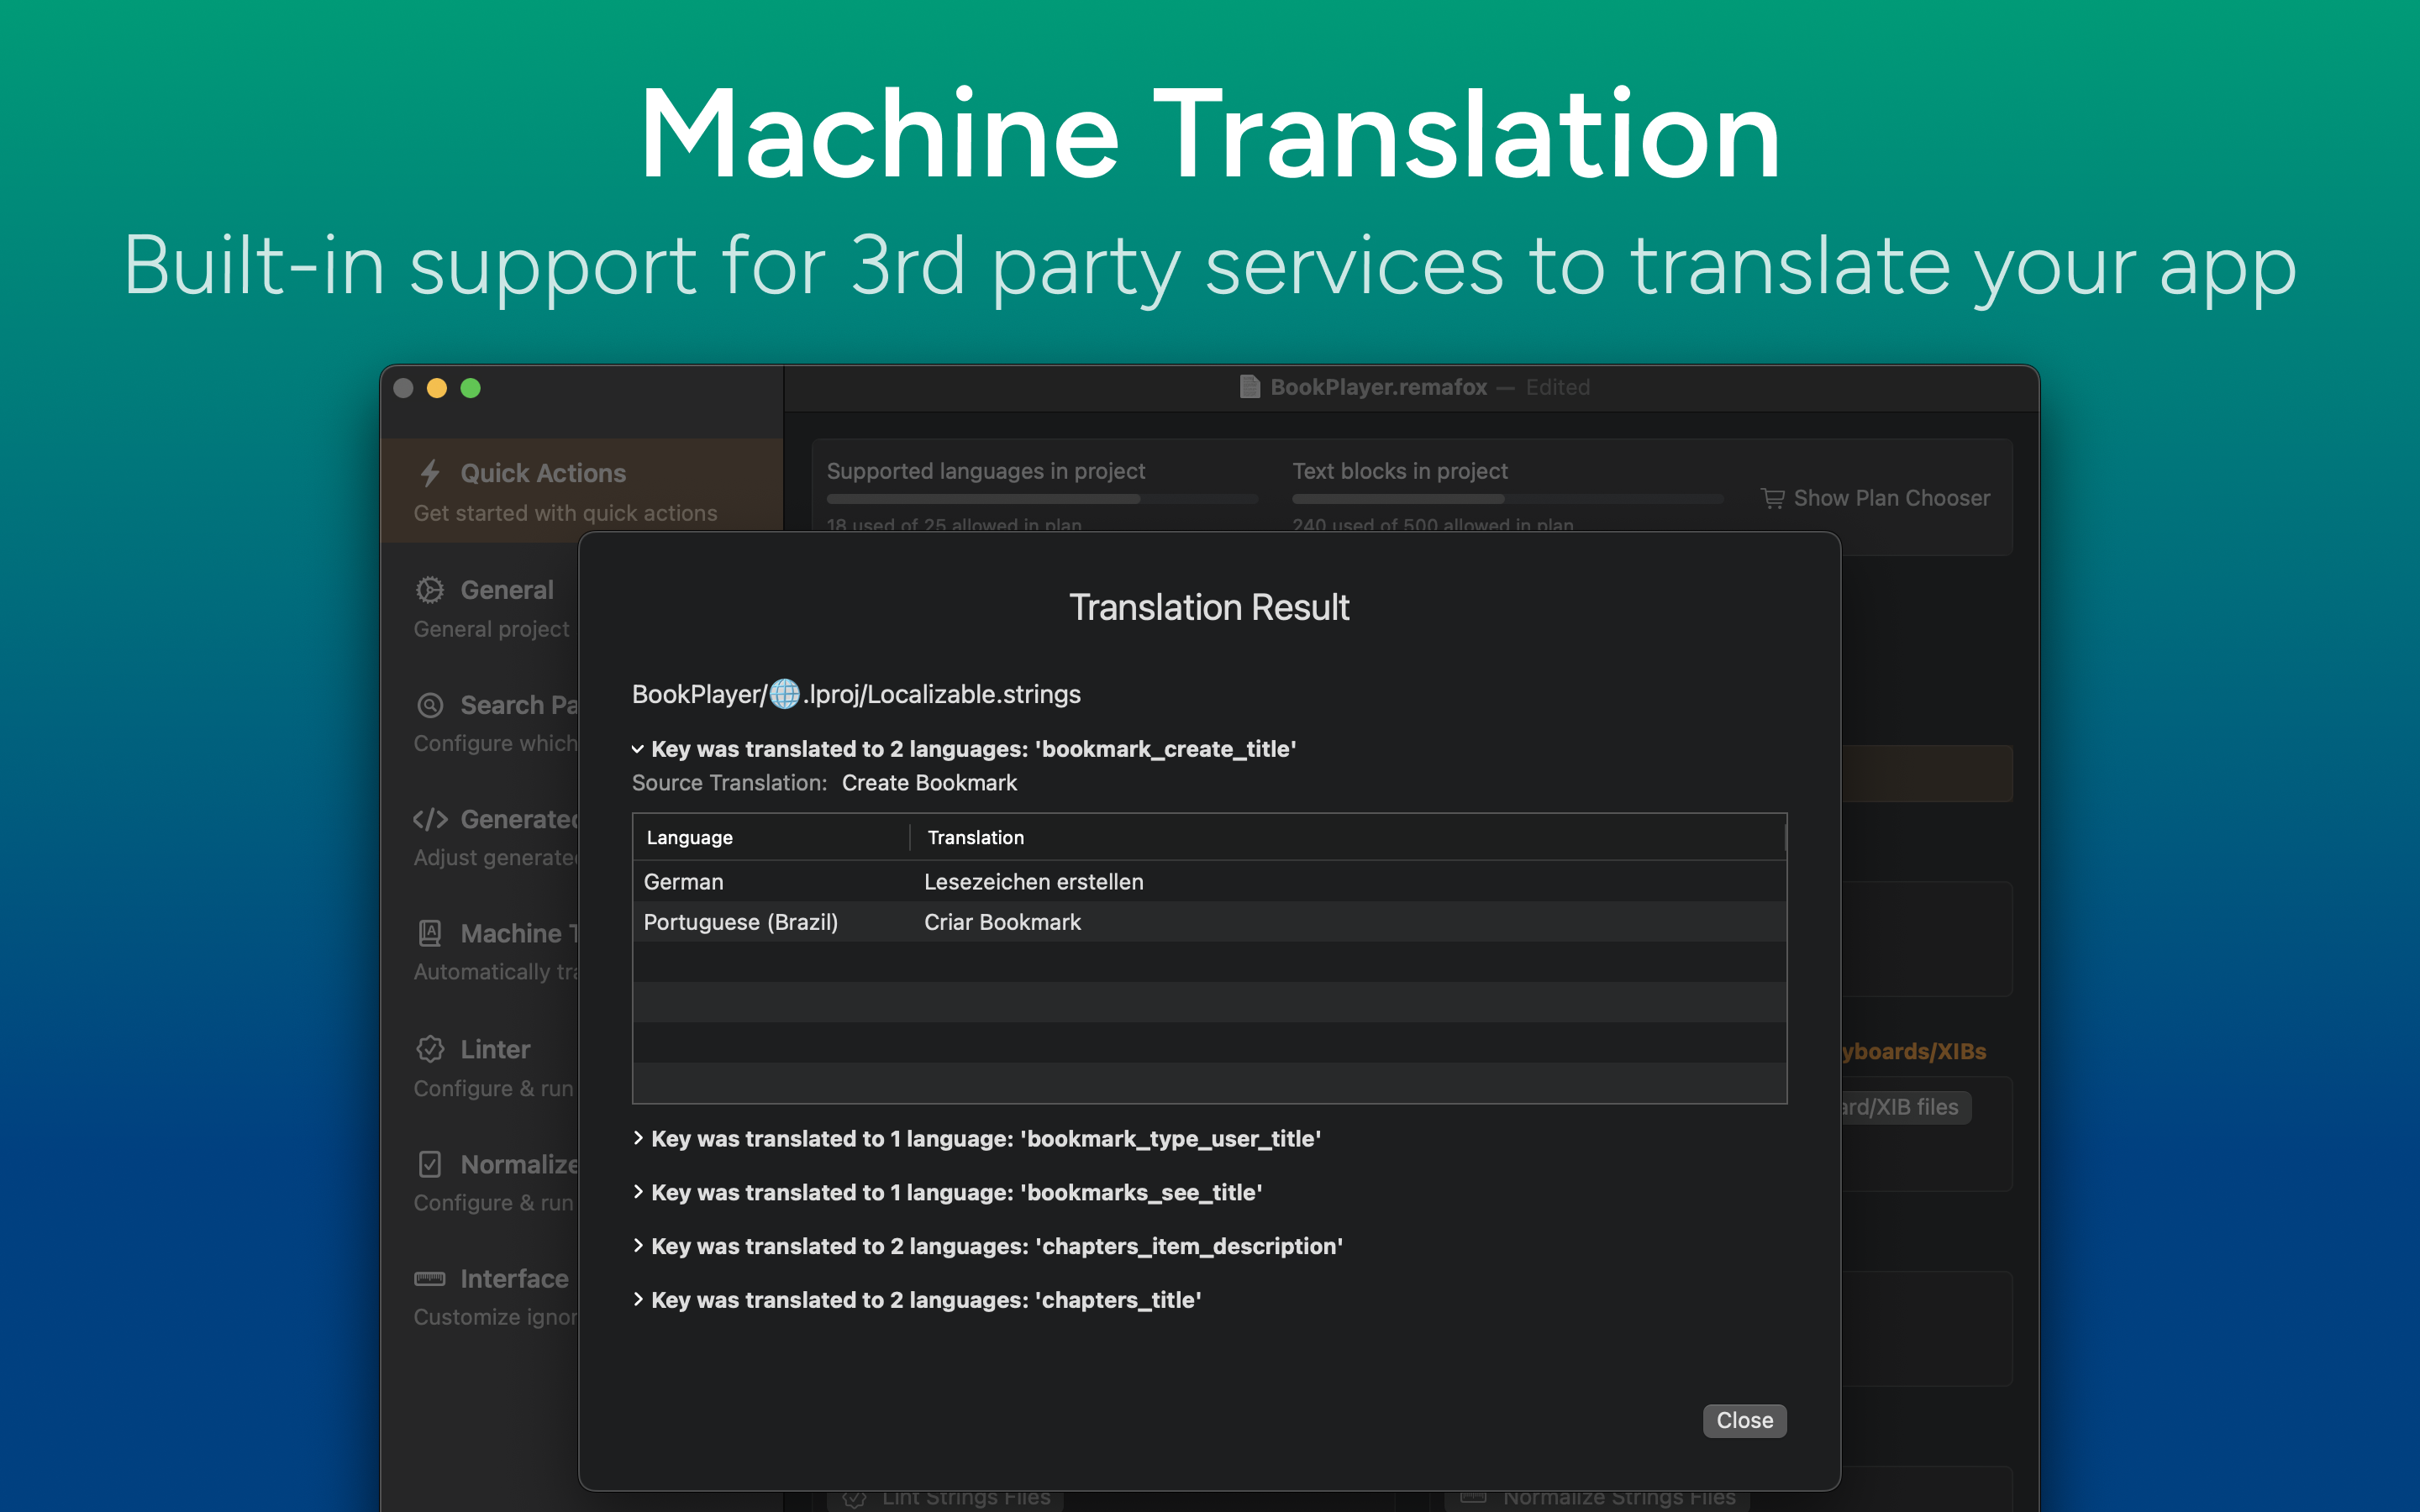 Machine Translation
Built-in support for 3rd party services to translate your app
BookPlayer.remafox — Edited
Quick Actions
Get started with quick actions
Supported languages in project
18 used of 25 allowed in plan
Text blocks in project
240 used of 500 allowed in plan
Show Plan Chooser
General
General project
Search Pa
Configure which
Generated
Adjust generated
Machine T
Automatically tra
Linter
Configure & run
Normalize
Configure & run
Interface
Customize ignor
Translation Result
BookPlayer/🌐.lproj/Localizable.strings
Key was translated to 2 languages: 'bookmark_create_title'
Source Translation: Create Bookmark
Language Translation
German Lesezeichen erstellen
Portuguese (Brazil) Criar Bookmark
Key was translated to 1 language: 'bookmark_type_user_title'
Key was translated to 1 language: 'bookmarks_see_title'
Key was translated to 2 languages: 'chapters_item_description'
Key was translated to 2 languages: 'chapters_title'
Close
yboards/XIBs
ard/XIB files
Lint Strings Files
Normalize Strings Files